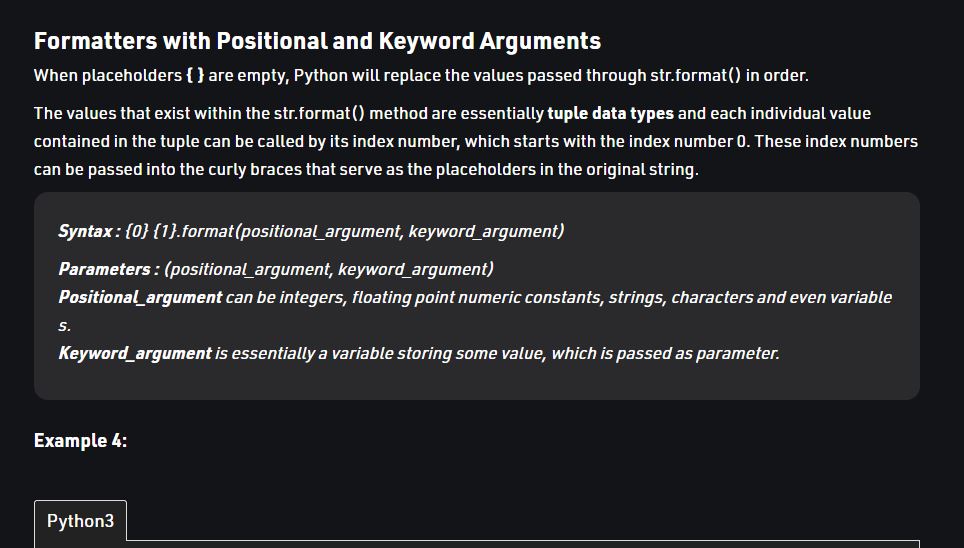 Formatters with Positional and Keyword Arguments
When placeholders { } are empty, Python will replace the values passed through str.format() in order.
The values that exist within the str.format() method are essentially tuple data types and each individual value
contained in the tuple can be called by its index number, which starts with the index number 0. These index numbers
can be passed into the curly braces that serve as the placeholders in the original string.
Syntax : {0} {1}.format(positional_argument, keyword_argument)
Parameters : (positional_argument, keyword_argument)
Positional_argument can be integers, floating point numeric constants, strings, characters and even variable
s.
Keyword_argument is essentially a variable storing some value, which is passed as parameter.
Example 4:
Python3